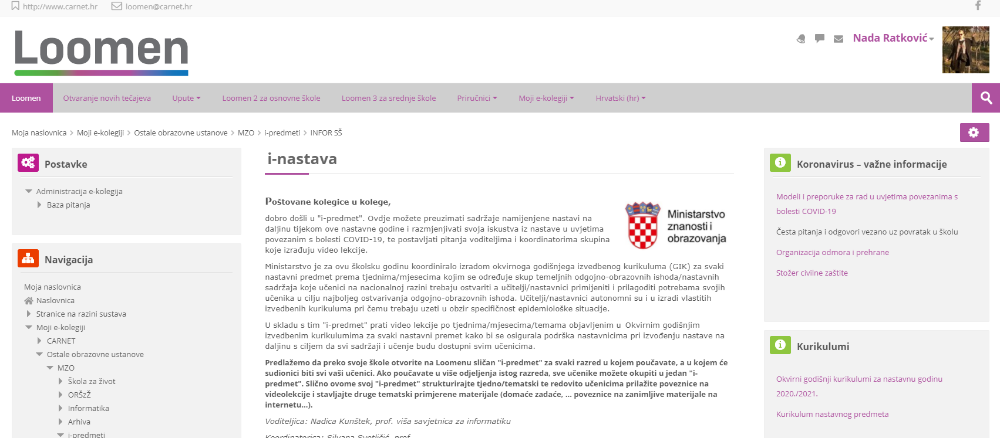 http://www.carnet.hr loomen@carnet.hr
Loomen
Nada Ratković
Loomen Otvaranje novih tečajeva Upute Loomen 2 za osnovne škole Loomen 3 za srednje škole Priručnici Moji e-kolegiji Hrvatski (hr)
Moja naslovnica > Moji e-kolegiji > Ostale obrazovne ustanove > MZO > i-predmeti > INFOR SŠ
Postavke
Administracija e-kolegija
Baza pitanja
Navigacija
Moja naslovnica
Naslovnica
Stranice na razini sustava
Moji e-kolegiji
CARNET
Ostale obrazovne ustanove
MZO
Škola za život
ORŠzŽ
Informatika
Arhiva
i-predmeti
i-nastava
Poštovane kolegice u kolege,
dobro došli u "i-predmet". Ovdje možete preuzimati sadržaje namijenjene nastavi na
daljinu tijekom ove nastavne godine i razmjenjivati svoja iskustva iz nastave u uvjetima
povezanim s bolesti COVID-19, te postavljati pitanja voditeljima i koordinatorima skupina
koje izrađuju video lekcije.
Ministarstvo
znanosti i
obrazovanja
Ministarstvo je za ovu školsku godinu koordiniralo izradom okvirnoga godišnjega izvedbenog kurikuluma (GIK) za svaki
nastavni predmet prema tjednima/mjesecima kojim se određuje skup temeljnih odgojno-obrazovnih ishoda/nastavnih
sadržaja koje učenici na nacionalnoj razini trebaju ostvariti a učitelji/nastavnici primijeniti i prilagoditi potrebama svojih
učenika u cilju najboljeg ostvarivanja odgojno-obrazovnih ishoda. Učitelji/nastavnici autonomni su i u izradi vlastitih
izvedbenih kurikuluma pri čemu trebaju uzeti u obzir specifičnost epidemiološke situacije.
U skladu s tim "i-predmet" prati video lekcije po tjednima/mjesecima/temama objavljenim u Okvirnim godišnjim
izvedbenim kurikulumima za svaki nastavni premet kako bi se osigurala podrška nastavnicima pri izvođenju nastave na
daljinu s ciljem da svi sadržaji i učenje budu dostupni svim učenicima.
Predlažemo da preko svoje škole otvorite na Loomenu sličan "i-predmet" za svaki razred u kojem poučavate, a u kojem će
sudionici biti svi vaši učenici. Ako poučavate u više odjeljenja istog razreda, sve učenike možete okupiti u jedan "i-
predmet". Slično ovome svoj "i-predmet" strukturirajte tjedno/tematski te redovito učenicima prilažite poveznice na
videolekcije i stavljajte druge tematski primjerene materijale (domaće zadaće, ... poveznice na zanimljive materijale na
internetu...).
Voditeljica: Nadica Kunštek, prof. viša savjetnica za informatiku
Koordinatorica: Silvana Svetličić, prof.
Koronavirus – važne informacije
Modeli i preporuke za rad u uvjetima povezanima s
bolesti COVID-19
Česta pitanja i odgovori vezano uz povratak u školu
Organizacija odmora i prehrane
Stožer civilne zaštite
Kurikulumi
Okvirni godišnji kurikulumi za nastavnu godinu
2020./2021.
Kurikulum nastavnog predmeta